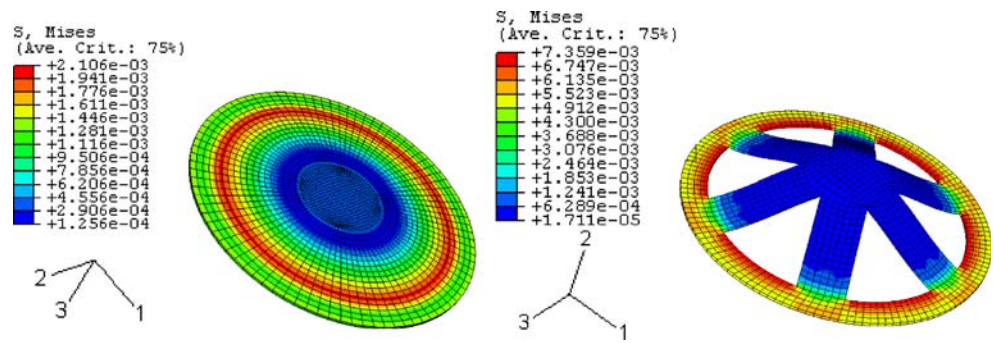 S, Mises
(Ave. Crit.: 75%)
+2.106e-03
+1.941e-03
+1.776e-03
+1.611e-03
+1.446e-03
+1.281e-03
+1.116e-03
+9.506e-04
+7.856e-04
+6.206e-04
+4.556e-04
+2.906e-04
+1.256e-04
2
3
1
S, Mises
(Ave. Crit.: 75%)
+7.359e-03
+6.747e-03
+6.135e-03
+5.523e-03
+4.912e-03
+4.300e-03
+3.688e-03
+3.076e-03
+2.464e-03
+1.853e-03
+1.241e-03
+6.289e-04
+1.711e-05
2
3
1